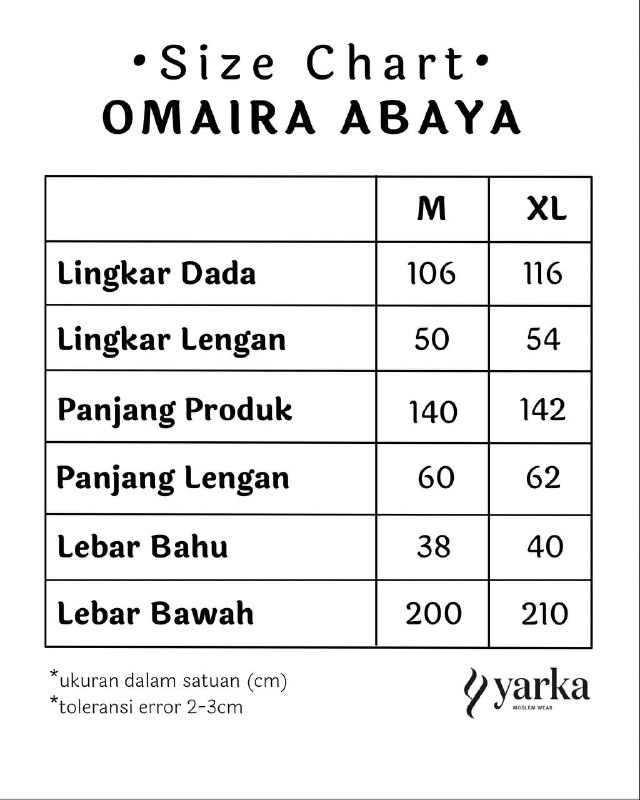 •Size Chart•
OMAIRA ABAYA
M XL
Lingkar Dada 106 116
Lingkar Lengan 50 54
Panjang Produk 140 142
Panjang Lengan 60 62
Lebar Bahu 38 40
Lebar Bawah 200 210
*ukuran dalam satuan (cm)
*toleransi error 2-3cm
yarka
MOSLEM WEAR